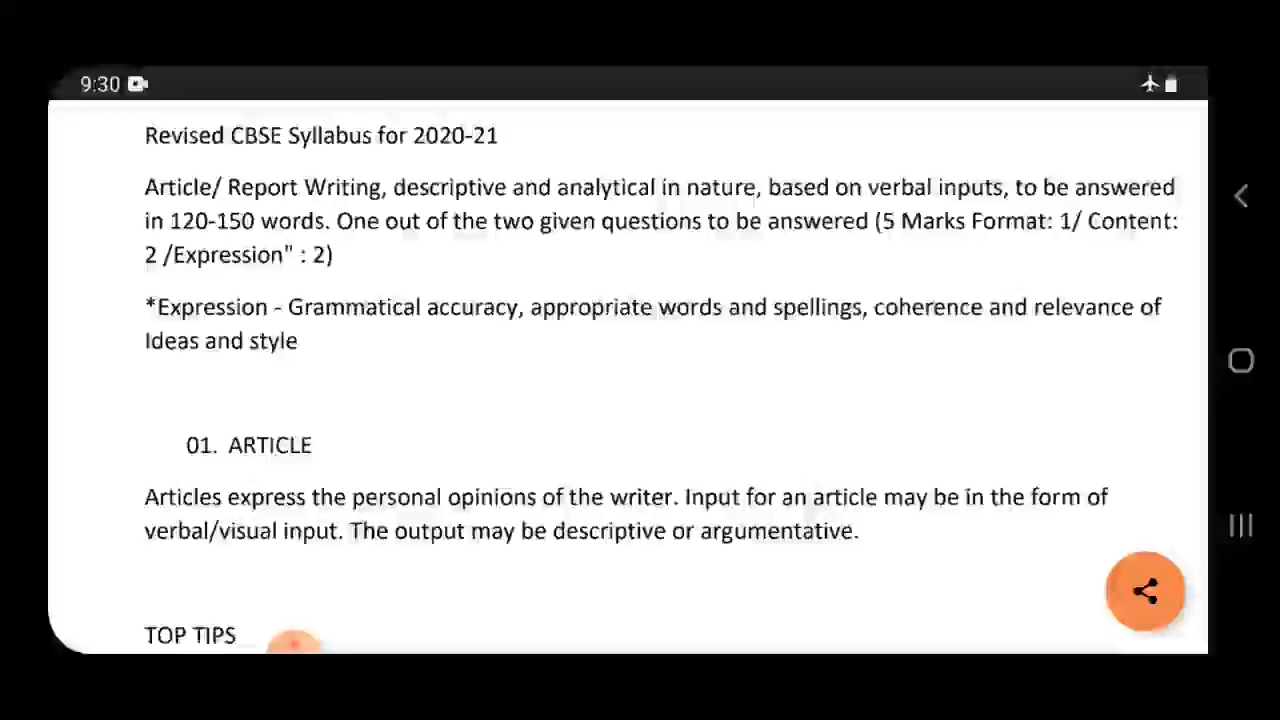 9:30
Revised CBSE Syllabus for 2020-21
Article/ Report Writing, descriptive and analytical in nature, based on verbal inputs, to be answered
in 120-150 words. One out of the two given questions to be answered (5 Marks Format: 1/ Content:
2 /Expression" : 2)
*Expression - Grammatical accuracy, appropriate words and spellings, coherence and relevance of
Ideas and style
01. ARTICLE
Articles express the personal opinions of the writer. Input for an article may be in the form of
verbal/visual input. The output may be descriptive or argumentative.
TOP TIPS